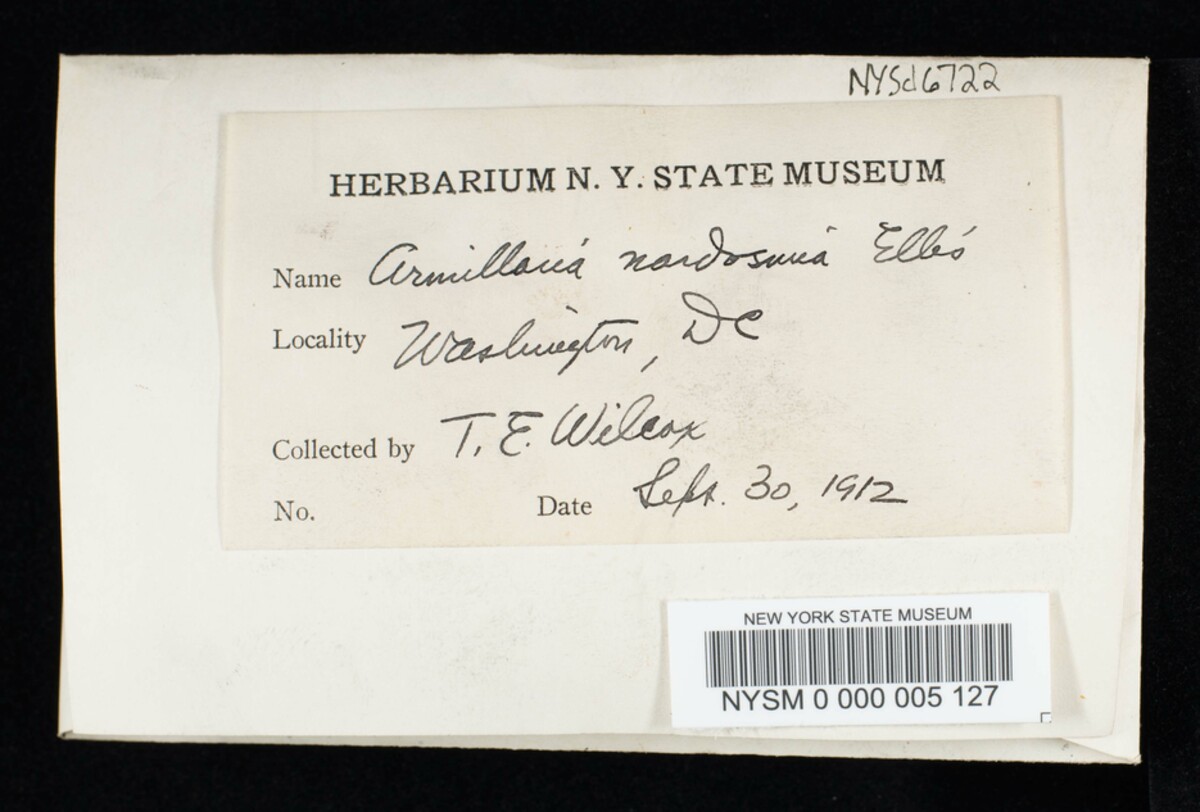 NYSd6722
HERBARIUM N. Y. STATE MUSEUM
Name Armillaria nardosmia Ellis
Locality Washington, DC
Collected by T. E. Wilcox
No. Date Sept. 30, 1912
NEW YORK STATE MUSEUM
NYSM 0 000 005 127